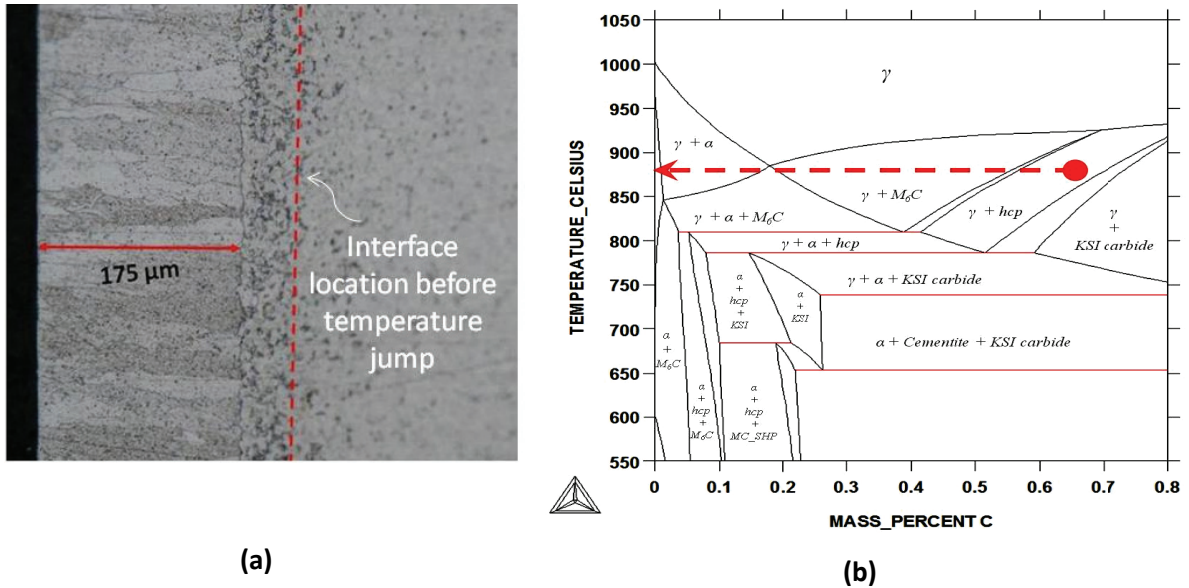 175 μm
Interface
location before
temperature
jump
(a)
1050
1000
950
900
850
800
750
700
650
600
550
TEMPERATURE_CELSIUS
γ
γ + α
γ + M₆C
γ + hcp
γ
+
KSI carbide
γ + α + M₆C
γ + α + hcp
γ + α + KSI carbide
α
+
hcp
+
KSI
α
+
KSI
α + Cementite + KSI carbide
α
+
M₆C
α
+
hcp
+
M₆C
α
+
hcp
+
MC_SHP
0 0.1 0.2 0.3 0.4 0.5 0.6 0.7 0.8
MASS_PERCENT C
(b)